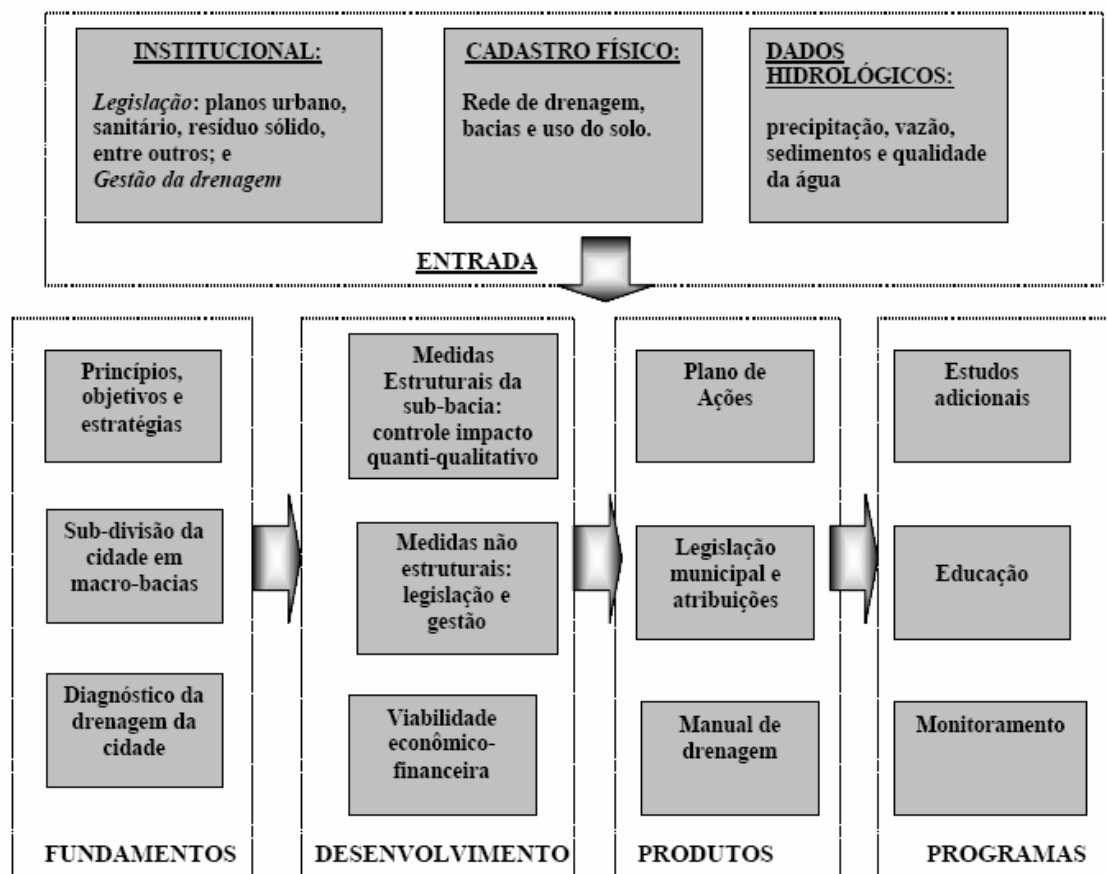 INSTITUCIONAL:
Legislação: planos urbano,
sanitário, resíduo sólido,
entre outros; e
Gestão da drenagem
CADASTRO FÍSICO:
Rede de drenagem,
bacias e uso do solo.
DADOS
HIDROLÓGICOS:
precipitação, vazão,
sedimentos e qualidade
da água
ENTRADA
Princípios,
objetivos e
estratégias
Sub-divisão da
cidade em
macro-bacias
Diagnóstico da
drenagem da
cidade
FUNDAMENTOS
Medidas
Estruturais da
sub-bacia:
controle impacto
quanti-qualitativo
Medidas não
estruturais:
legislação e
gestão
Viabilidade
econômico-
financeira
DESENVOLVIMENTO
Plano de
Ações
Legislação
municipal e
atribuições
Manual de
drenagem
PRODUTOS
Estudos
adicionais
Educação
Monitoramento
PROGRAMAS